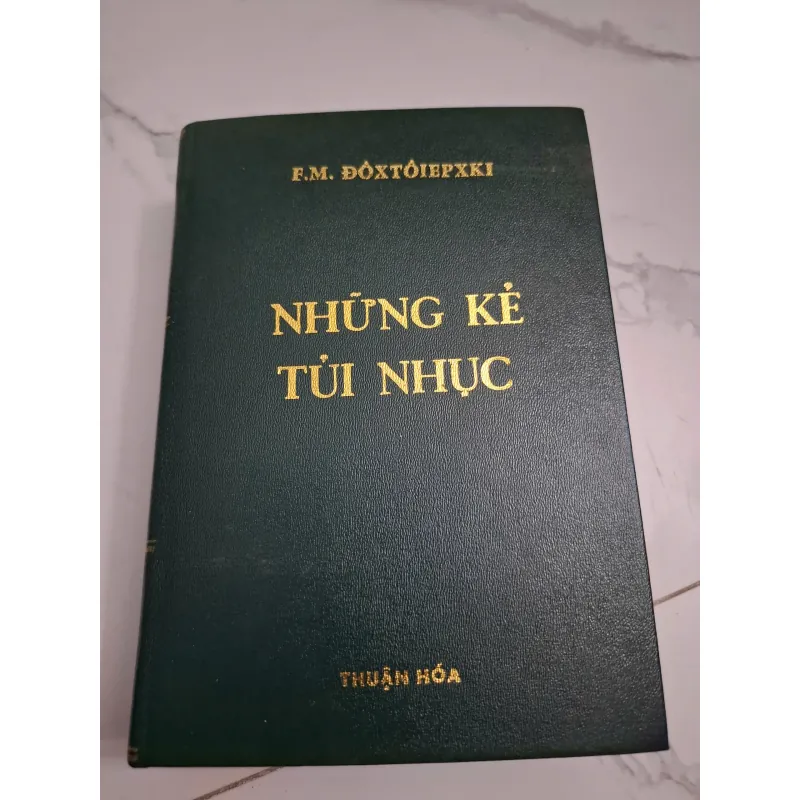 F.M. ĐÔXTÔIEPXKI
NHỮNG KẺ
TỦI NHỤC
THUẬN HÓA